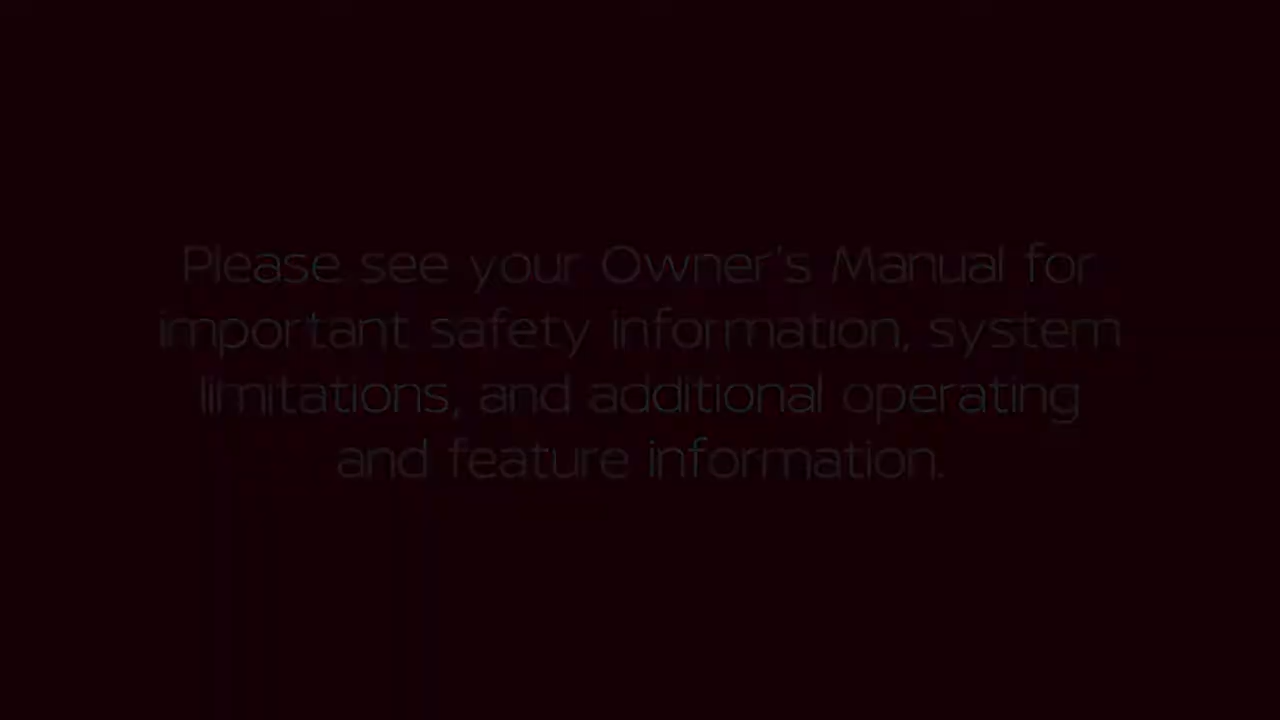 Please see your Owner's Manual for
important safety information, system
limitations, and additional operating
and feature information.